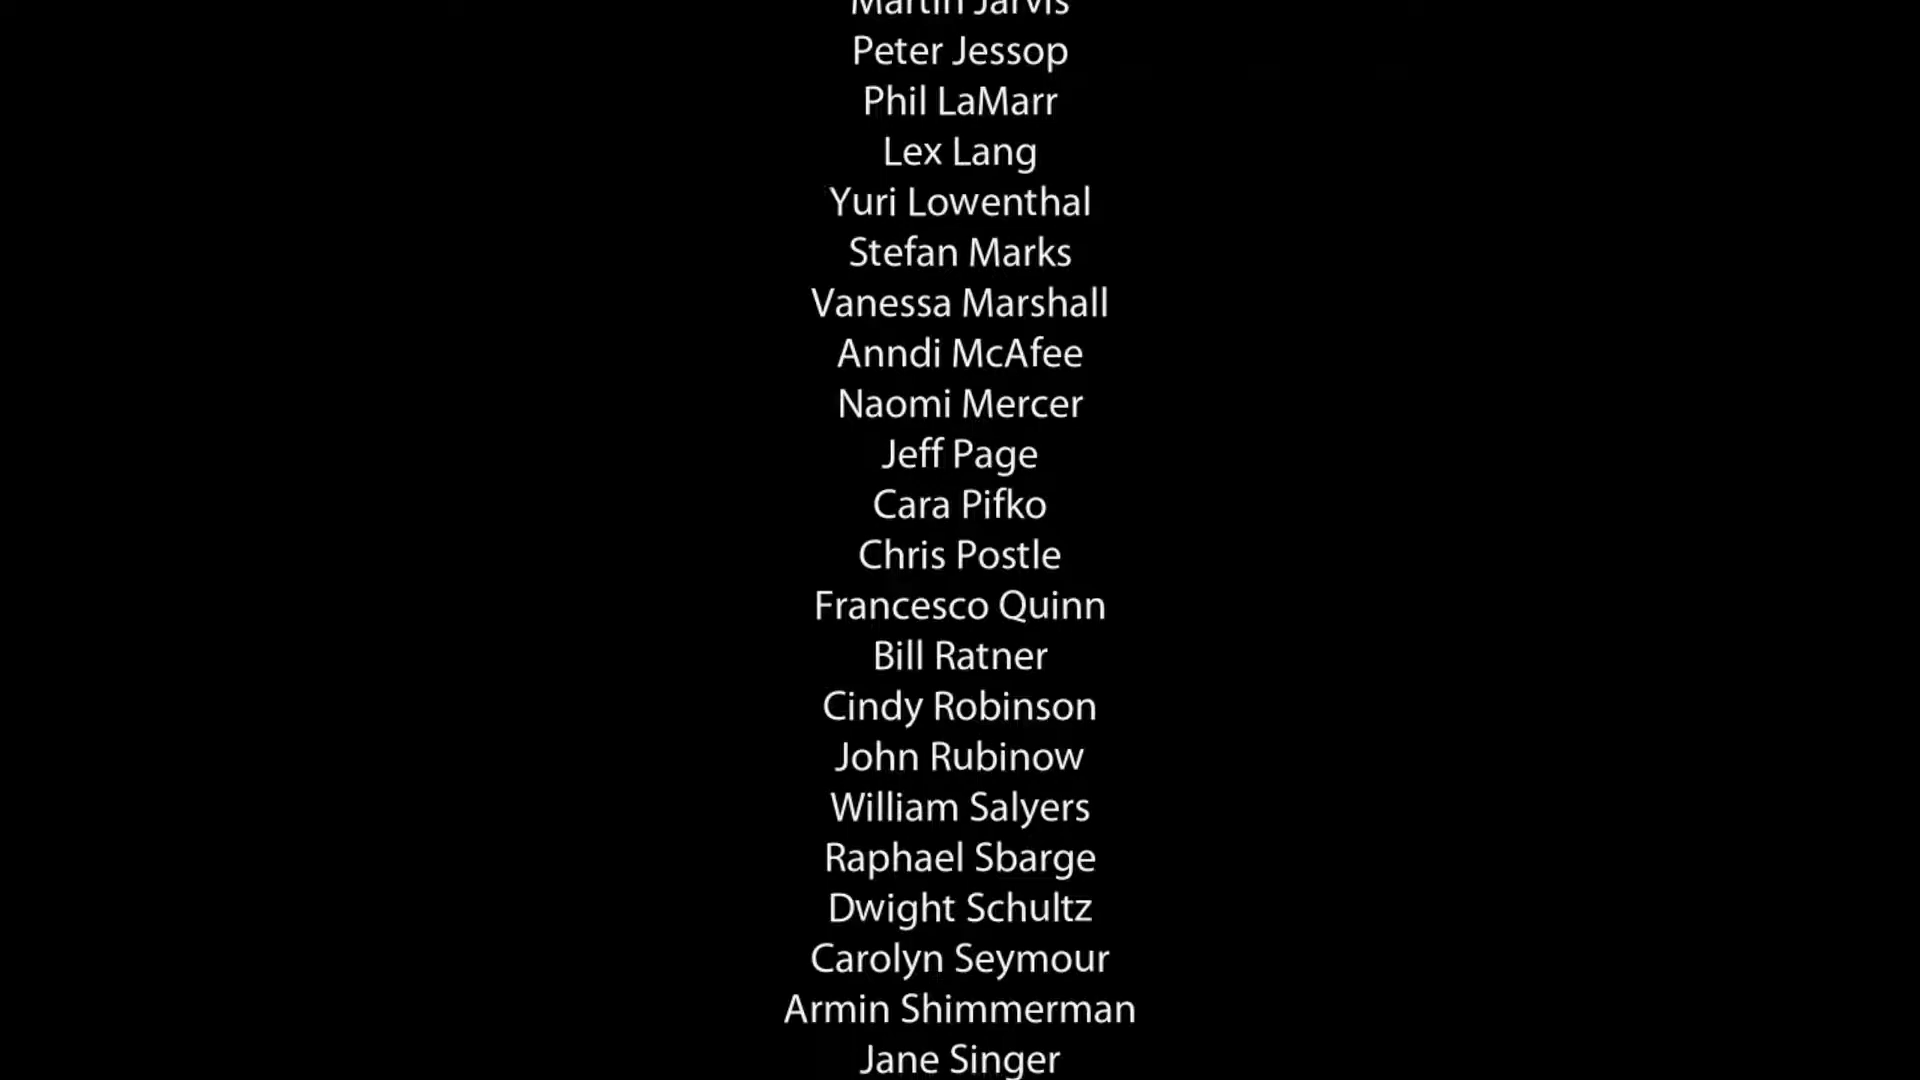 Martin Jarvis
Peter Jessop
Phil LaMarr
Lex Lang
Yuri Lowenthal
Stefan Marks
Vanessa Marshall
Anndi McAfee
Naomi Mercer
Jeff Page
Cara Pifko
Chris Postle
Francesco Quinn
Bill Ratner
Cindy Robinson
John Rubinow
William Salyers
Raphael Sbarge
Dwight Schultz
Carolyn Seymour
Armin Shimmerman
Jane Singer